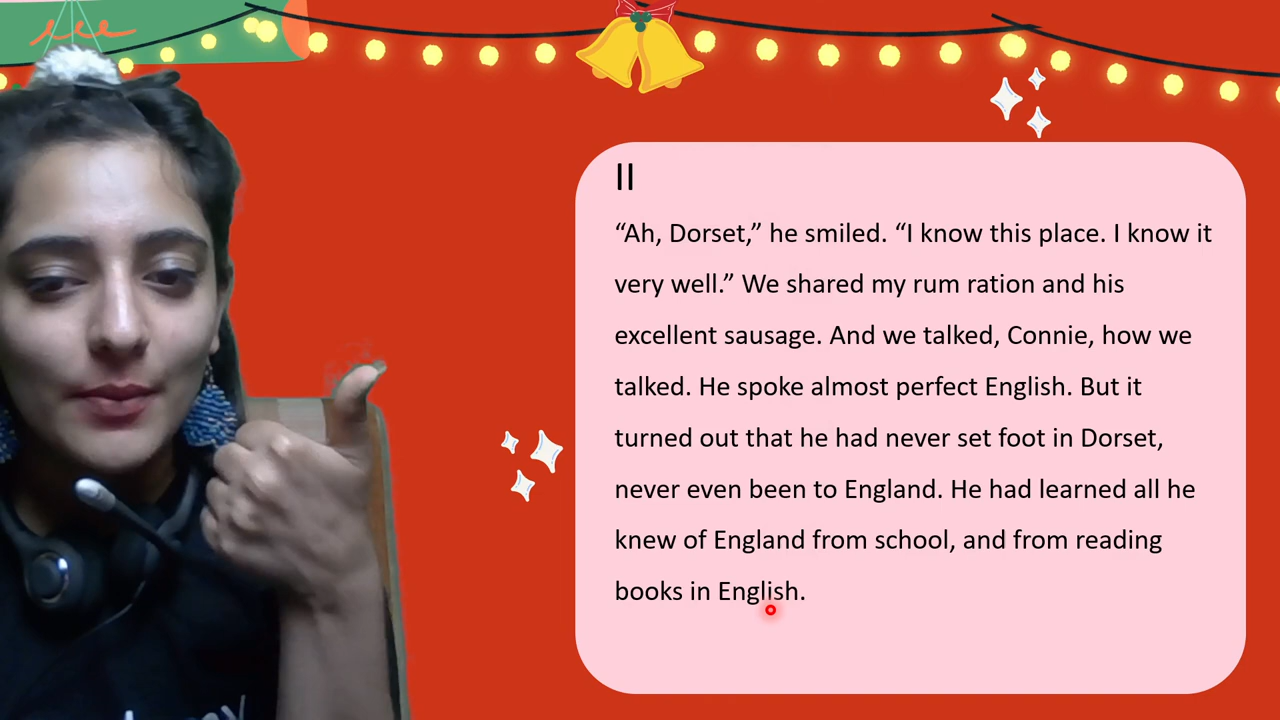 II
“Ah, Dorset,” he smiled. “I know this place. I know it
very well.” We shared my rum ration and his
excellent sausage. And we talked, Connie, how we
talked. He spoke almost perfect English. But it
turned out that he had never set foot in Dorset,
never even been to England. He had learned all he
knew of England from school, and from reading
books in English.